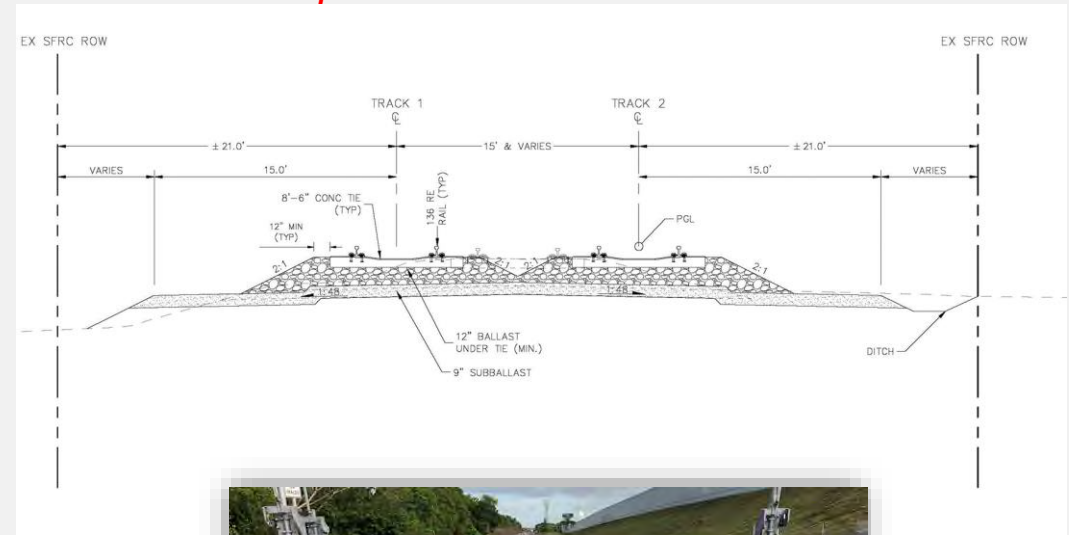 EX SFRC ROW
EX SFRC ROW
TRACK 1
TRACK 2
± 21.0'
15' & VARIES
± 21.0'
VARIES
15.0'
15.0'
VARIES
8'-6" CONC TIE
(TYP)
136 RE
RAIL (TYP)
12" MIN
(TYP)
PGL
2:1
2:1
2:1
2:1
1:48
1:48
12" BALLAST
UNDER TIE (MIN.)
9" SUBBALLAST
DITCH